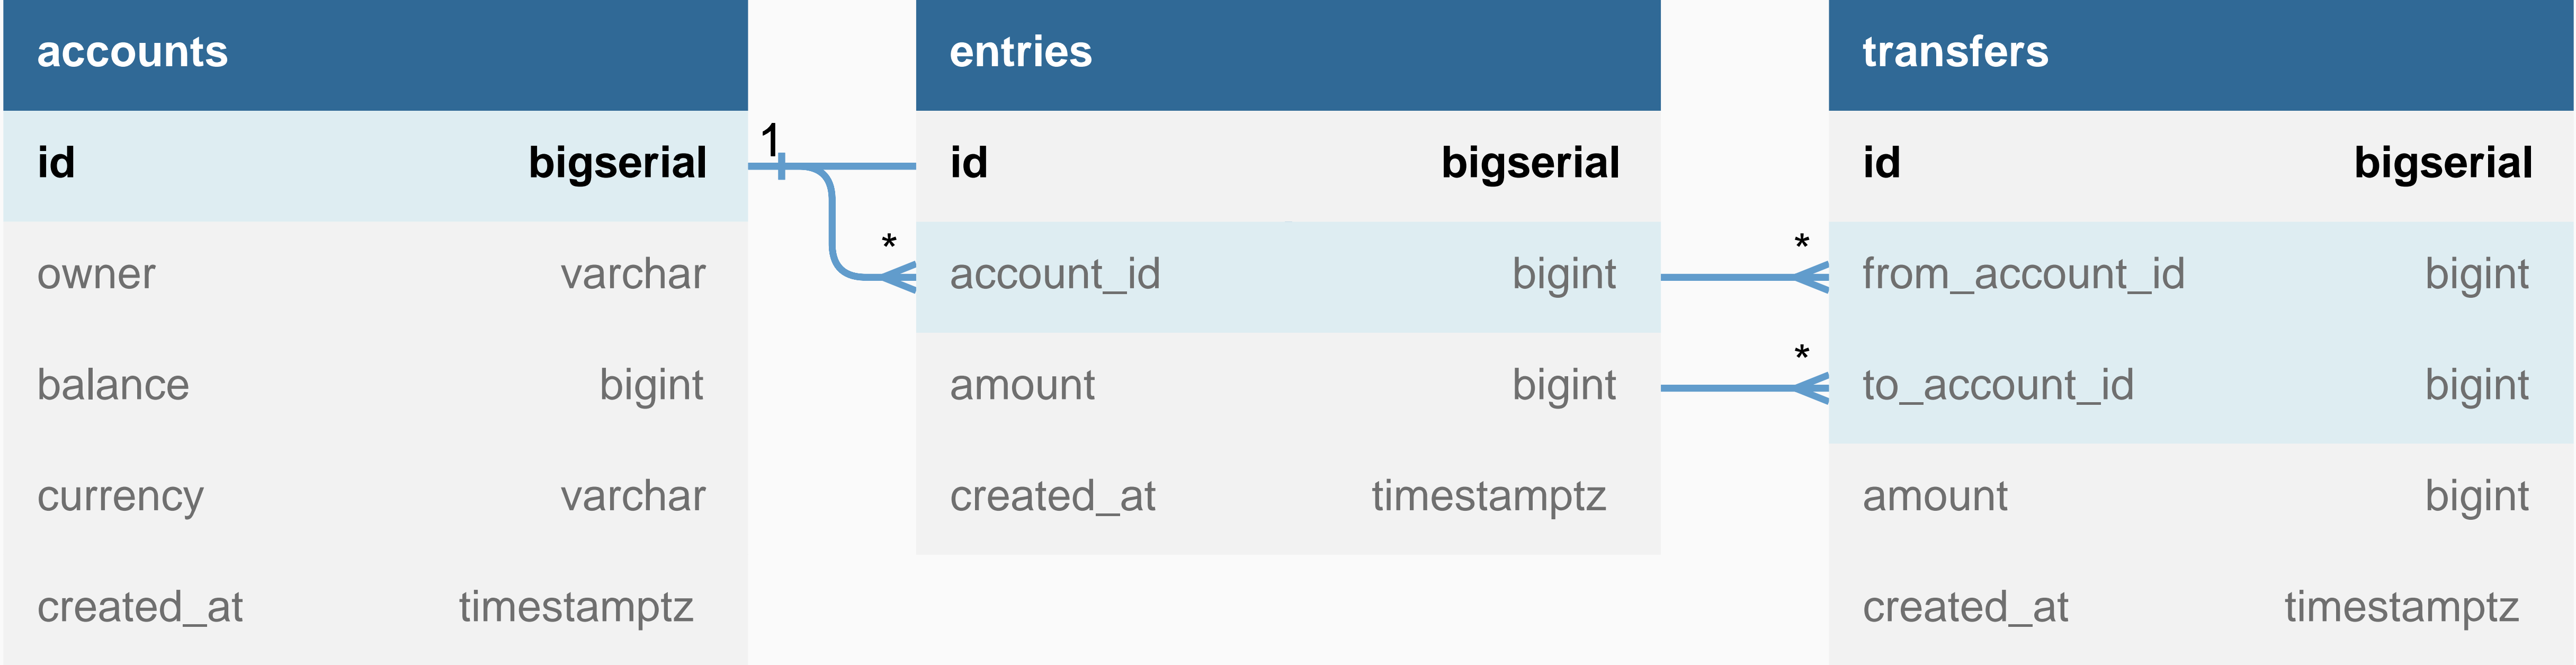 accounts
id bigserial
owner varchar
balance bigint
currency varchar
created_at timestamptz
1
*
entries
id bigserial
account_id bigint
amount bigint
created_at timestamptz
*
*
transfers
id bigserial
from_account_id bigint
to_account_id bigint
amount bigint
created_at timestamptz